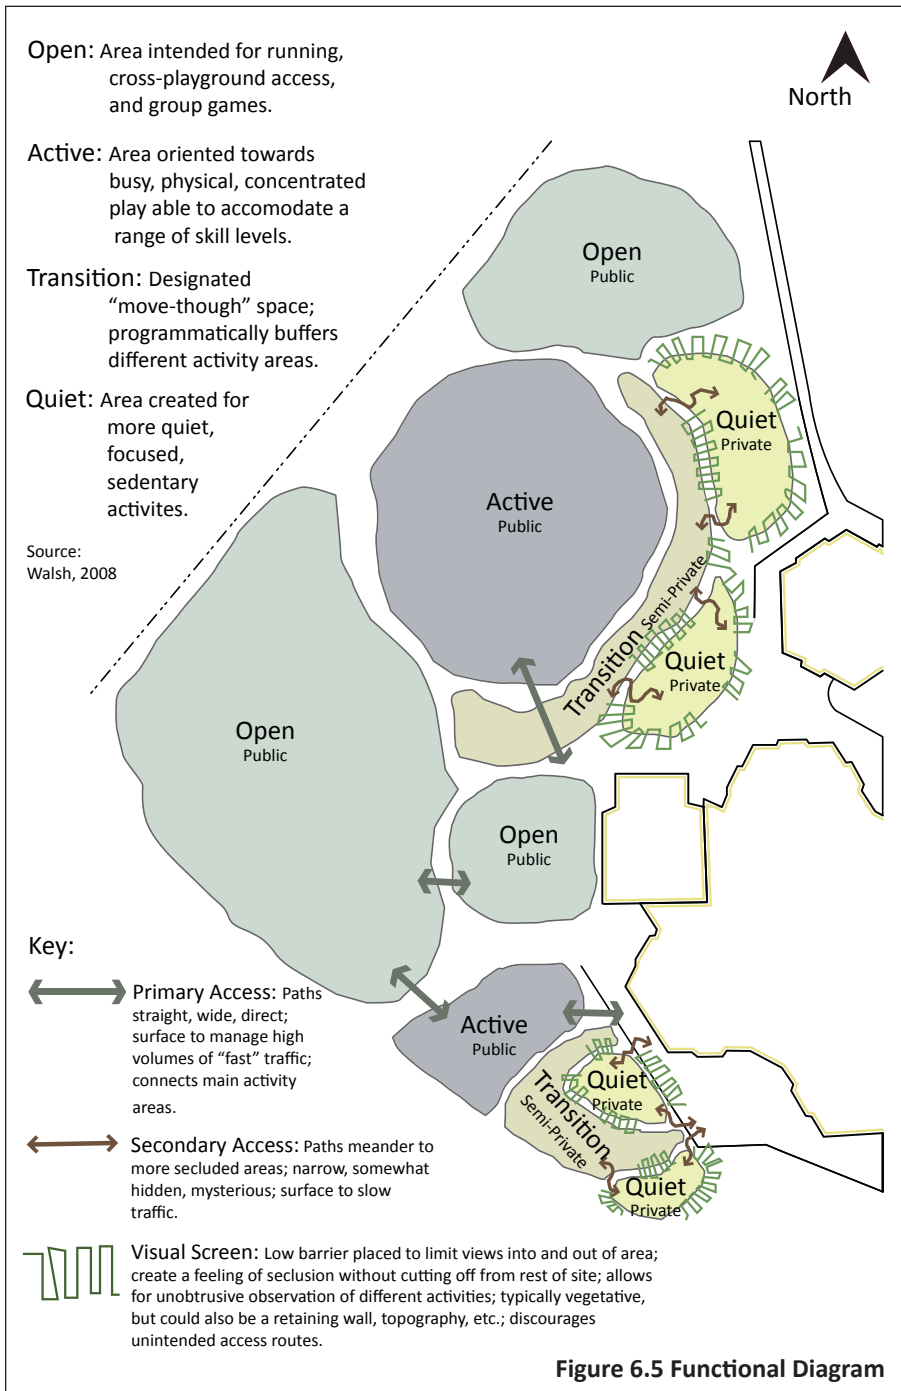 Open: Area intended for running,
cross-playground access,
and group games.
North
Active: Area oriented towards
busy, physical, concentrated
play able to accomodate a
range of skill levels.
Transition: Designated
“move-though” space;
programmatically buffers
different activity areas.
Quiet: Area created for
more quiet,
focused,
sedentary
activites.
Source:
Walsh, 2008
Open
Public
Quiet
Private
Active
Public
Transition Semi-Private
Quiet
Private
Open
Public
Open
Public
Active
Public
Quiet
Private
Transition
Semi-Private
Quiet
Private
Key:
Primary Access: Paths
straight, wide, direct;
surface to manage high
volumes of “fast” traffic;
connects main activity
areas.
Secondary Access: Paths meander to
more secluded areas; narrow, somewhat
hidden, mysterious; surface to slow
traffic.
Visual Screen: Low barrier placed to limit views into and out of area;
create a feeling of seclusion without cutting off from rest of site; allows
for unobtrusive observation of different activities; typically vegetative,
but could also be a retaining wall, topography, etc.; discourages
unintended access routes.
Figure 6.5 Functional Diagram